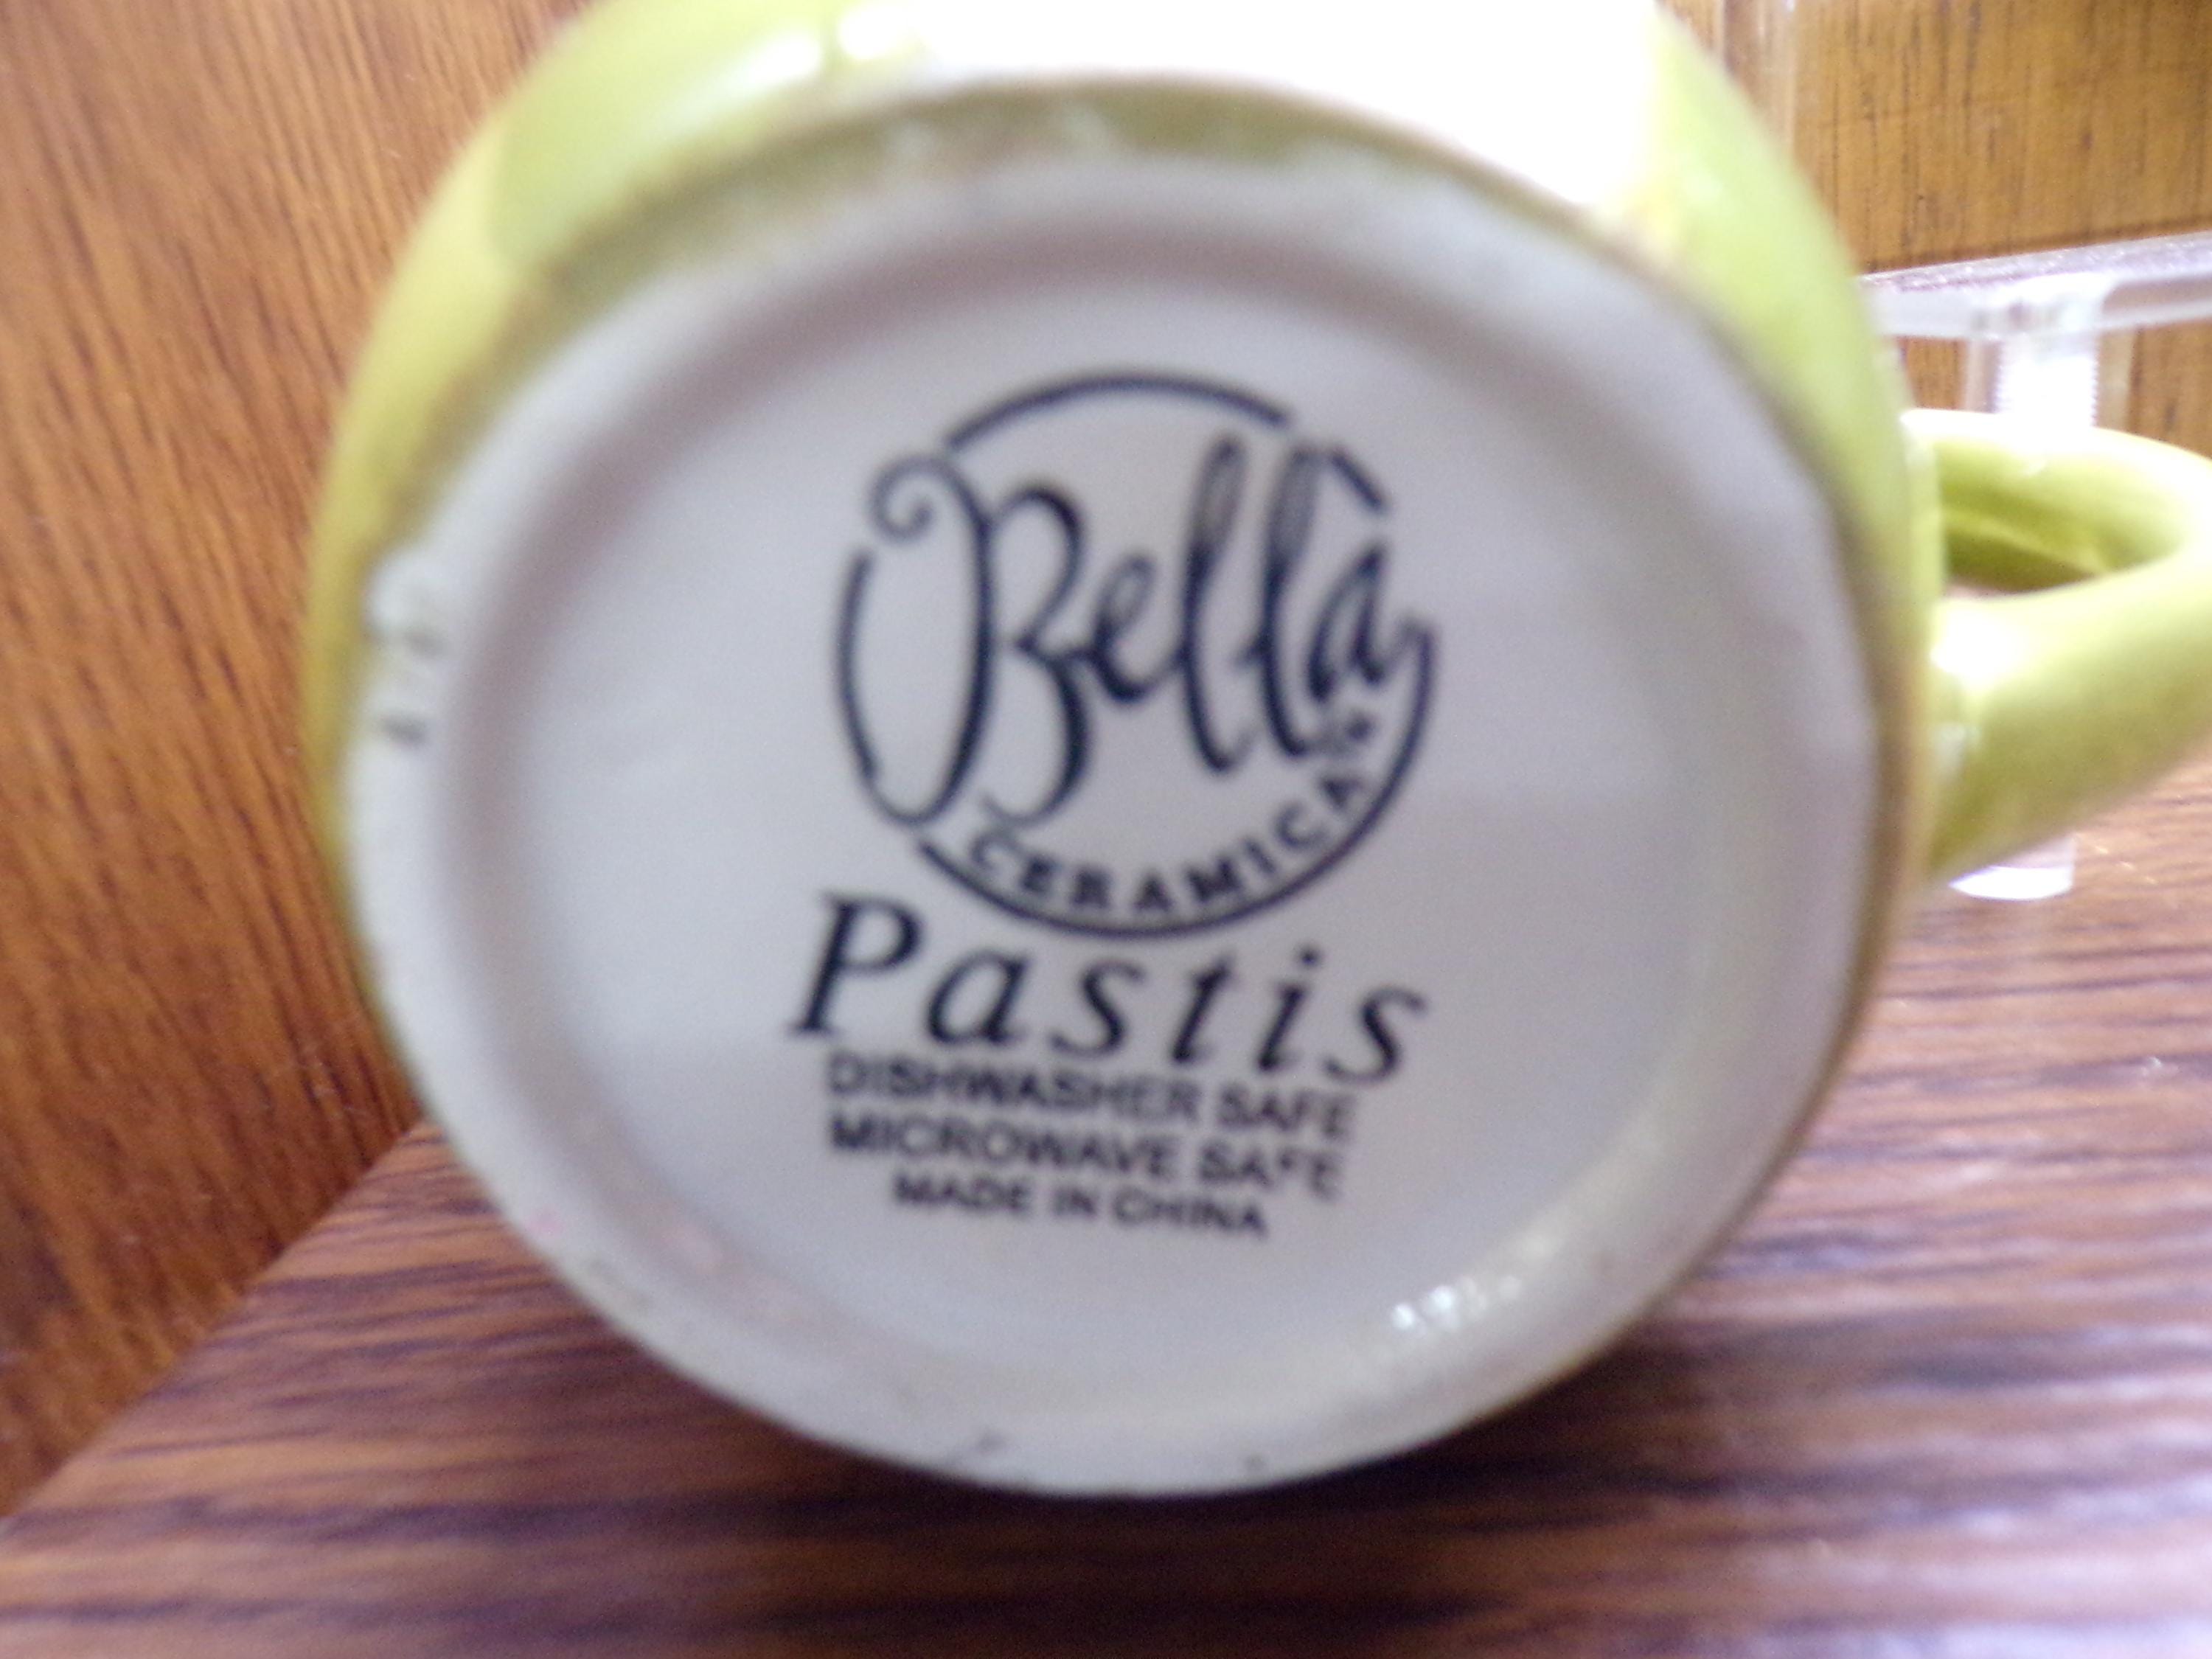 Bella
CERAMICA
Pastis
DISHWASHER SAFE
MICROWAVE SAFE
MADE IN CHINA